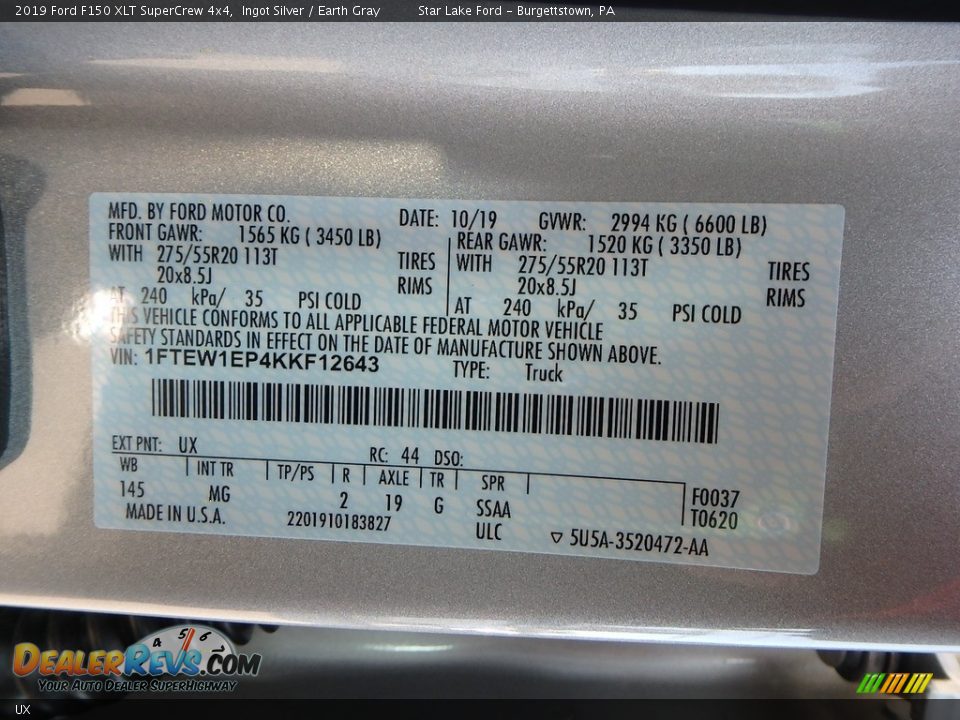 2019 Ford F150 XLT SuperCrew 4x4, Ingot Silver / Earth Gray Star Lake Ford - Burgettstown, PA
MFD. BY FORD MOTOR CO. DATE: 10/19 GVWR: 2994 KG ( 6600 LB)
FRONT GAWR: 1565 KG ( 3450 LB) REAR GAWR: 1520 KG ( 3350 LB)
WITH 275/55R20 113T TIRES WITH 275/55R20 113T TIRES
20x8.5J RIMS 20x8.5J RIMS
AT 240 kPa/ 35 PSI COLD AT 240 kPa/ 35 PSI COLD
THIS VEHICLE CONFORMS TO ALL APPLICABLE FEDERAL MOTOR VEHICLE
SAFETY STANDARDS IN EFFECT ON THE DATE OF MANUFACTURE SHOWN ABOVE.
VIN: 1FTEW1EP4KKF12643 TYPE: Truck
EXT PNT: UX RC: 44 DSO:
WB INT TR TP/PS R AXLE TR SPR
145 MG 2 19 G SSAA F0037
MADE IN U.S.A. 2201910183827 ULC T0620
▽ 5U5A-3520472-AA
4 5 6
DealerRevs.com
Your Auto Dealer SuperHighway
UX